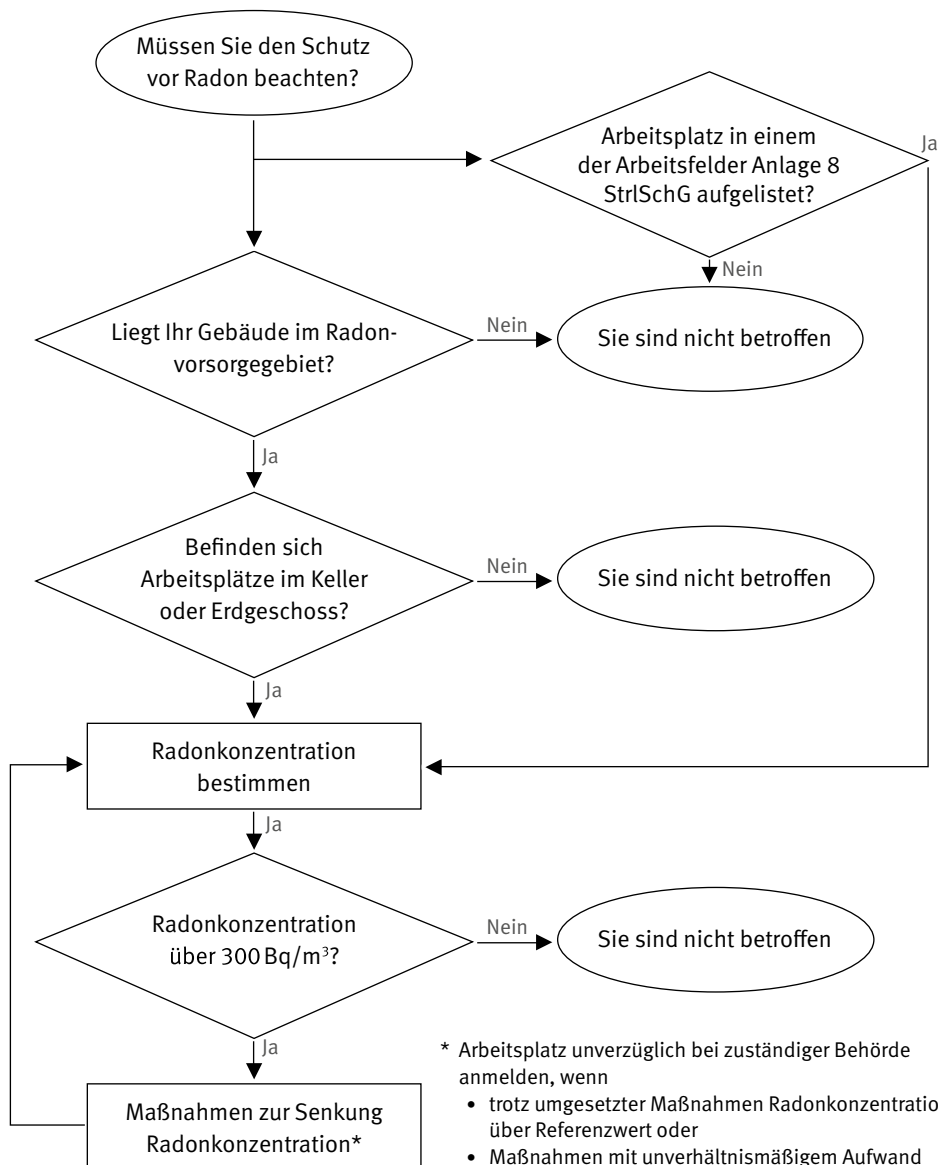 Müssen Sie den Schutz
vor Radon beachten?
Arbeitsplatz in einem
der Arbeitsfelder Anlage 8
StrlSchG aufgelistet?
Ja
Nein
Liegt Ihr Gebäude im Radon-
vorsorgegebiet?
Nein
Sie sind nicht betroffen
Ja
Befinden sich
Arbeitsplätze im Keller
oder Erdgeschoss?
Nein
Sie sind nicht betroffen
Ja
Radonkonzentration
bestimmen
Ja
Radonkonzentration
über 300 Bq/m³?
Nein
Sie sind nicht betroffen
Ja
Maßnahmen zur Senkung
Radonkonzentration*
* Arbeitsplatz unverzüglich bei zuständiger Behörde
anmelden, wenn
• trotz umgesetzter Maßnahmen Radonkonzentratio
über Referenzwert oder
• Maßnahmen mit unverhältnismäßigem Aufwand